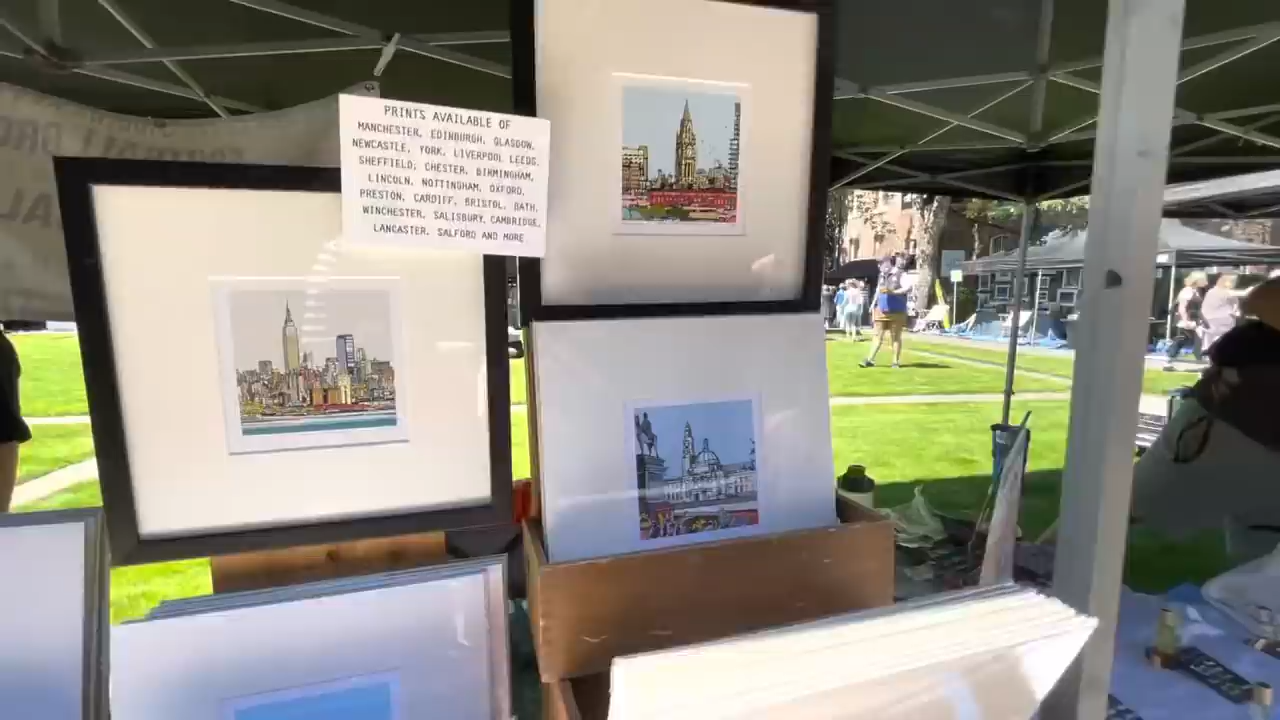 PRINTS AVAILABLE OF
MANCHESTER, EDINBURGH, GLASGOW,
NEWCASTLE, YORK, LIVERPOOL LEEDS,
SHEFFIELD, CHESTER, BIRMINGHAM,
LINCOLN, NOTTINGHAM, OXFORD,
PRESTON, CARDIFF, BRISTOL, BATH,
WINCHESTER, SALISBURY, CAMBRIDGE,
LANCASTER, SALFORD AND MORE